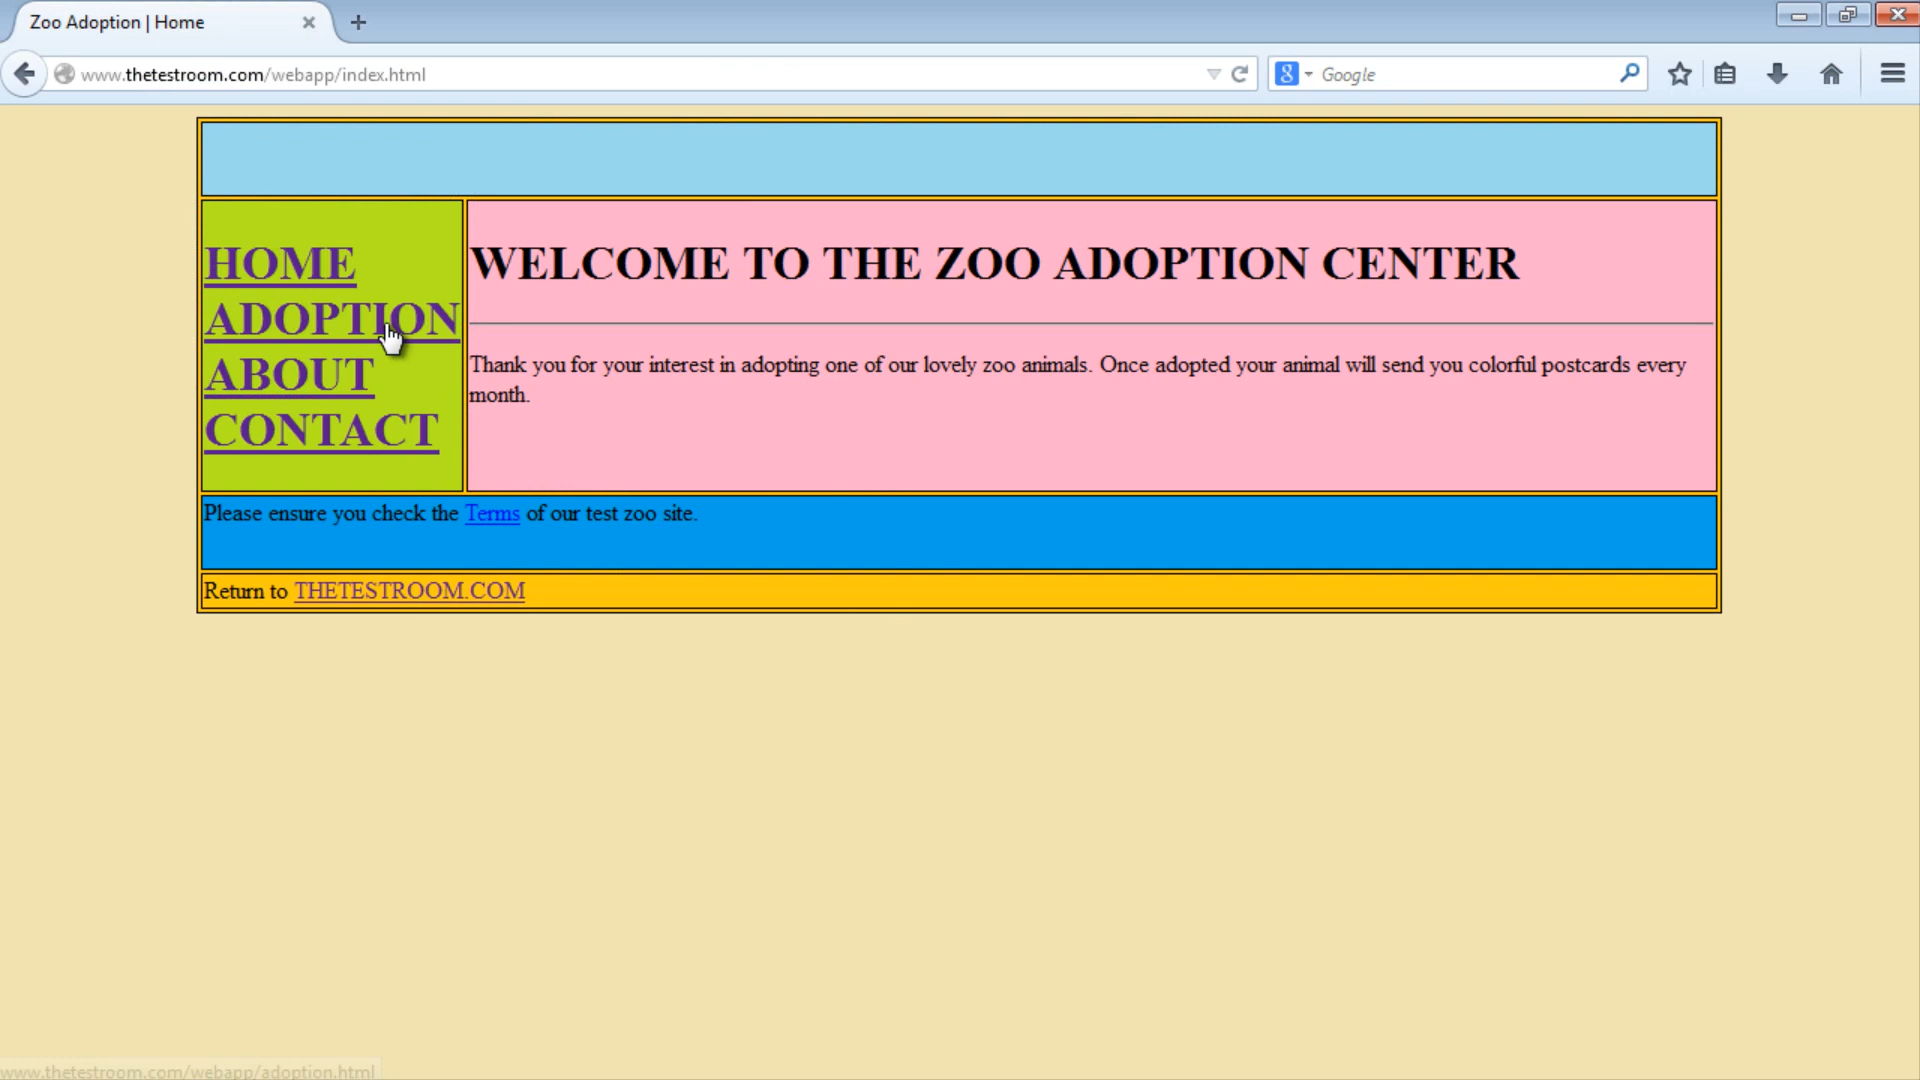 Zoo Adoption | Home
www.thetestroom.com/webapp/index.html
8
Google
HOME
ADOPTION
ABOUT
CONTACT
WELCOME TO THE ZOO ADOPTION CENTER
Thank you for your interest in adopting one of our lovely zoo animals. Once adopted your animal will send you colorful postcards every
month.
Please ensure you check the Terms of our test zoo site.
Return to THETESTROOM.COM
www.thetestroom.com/webapp/adoption.html